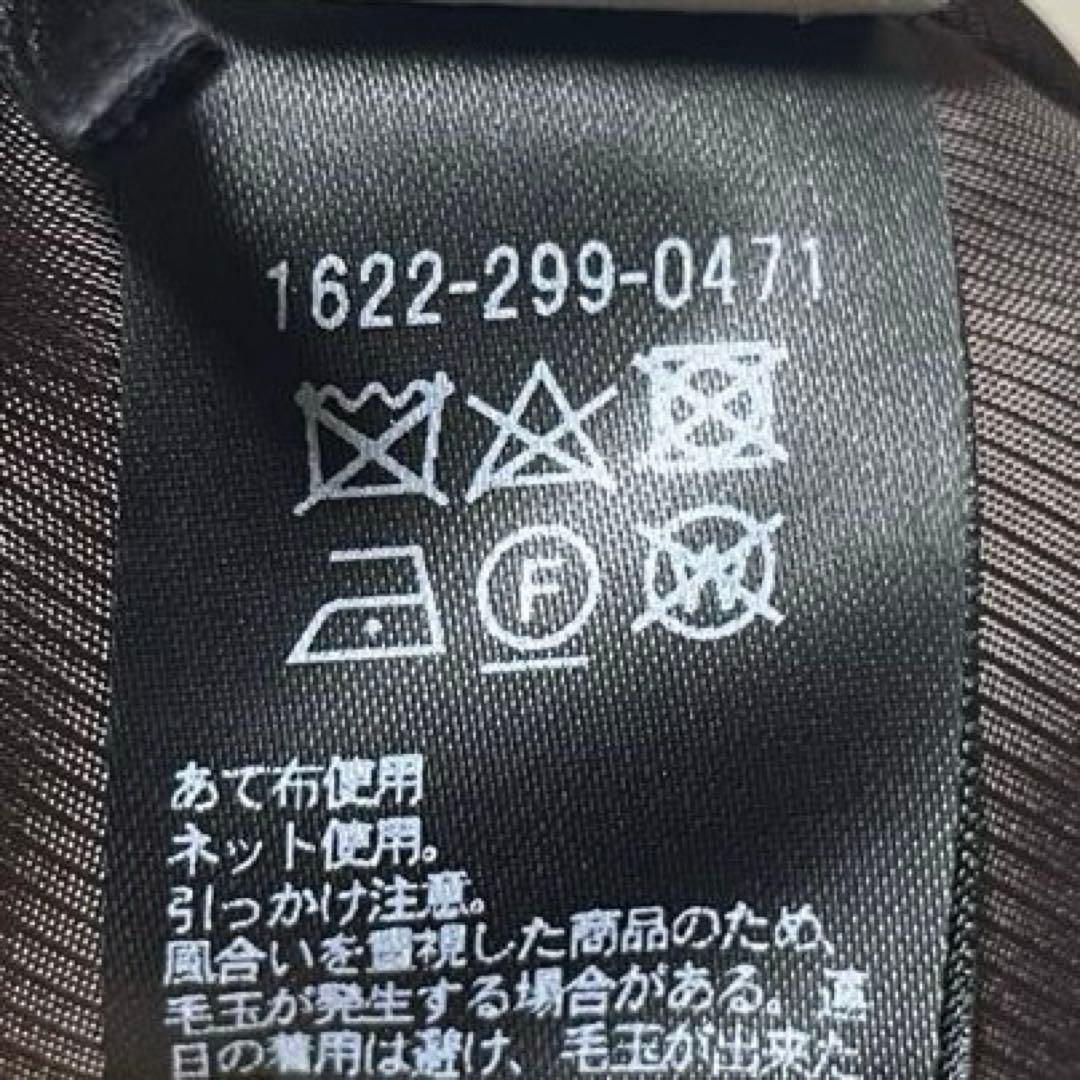 1622-299-0471
F
W
あて布使用
ネット使用。
引っかけ注意。
風合いを重視した商品のため、
毛玉が発生する場合がある。連
日の着用は避け、毛玉が出来た